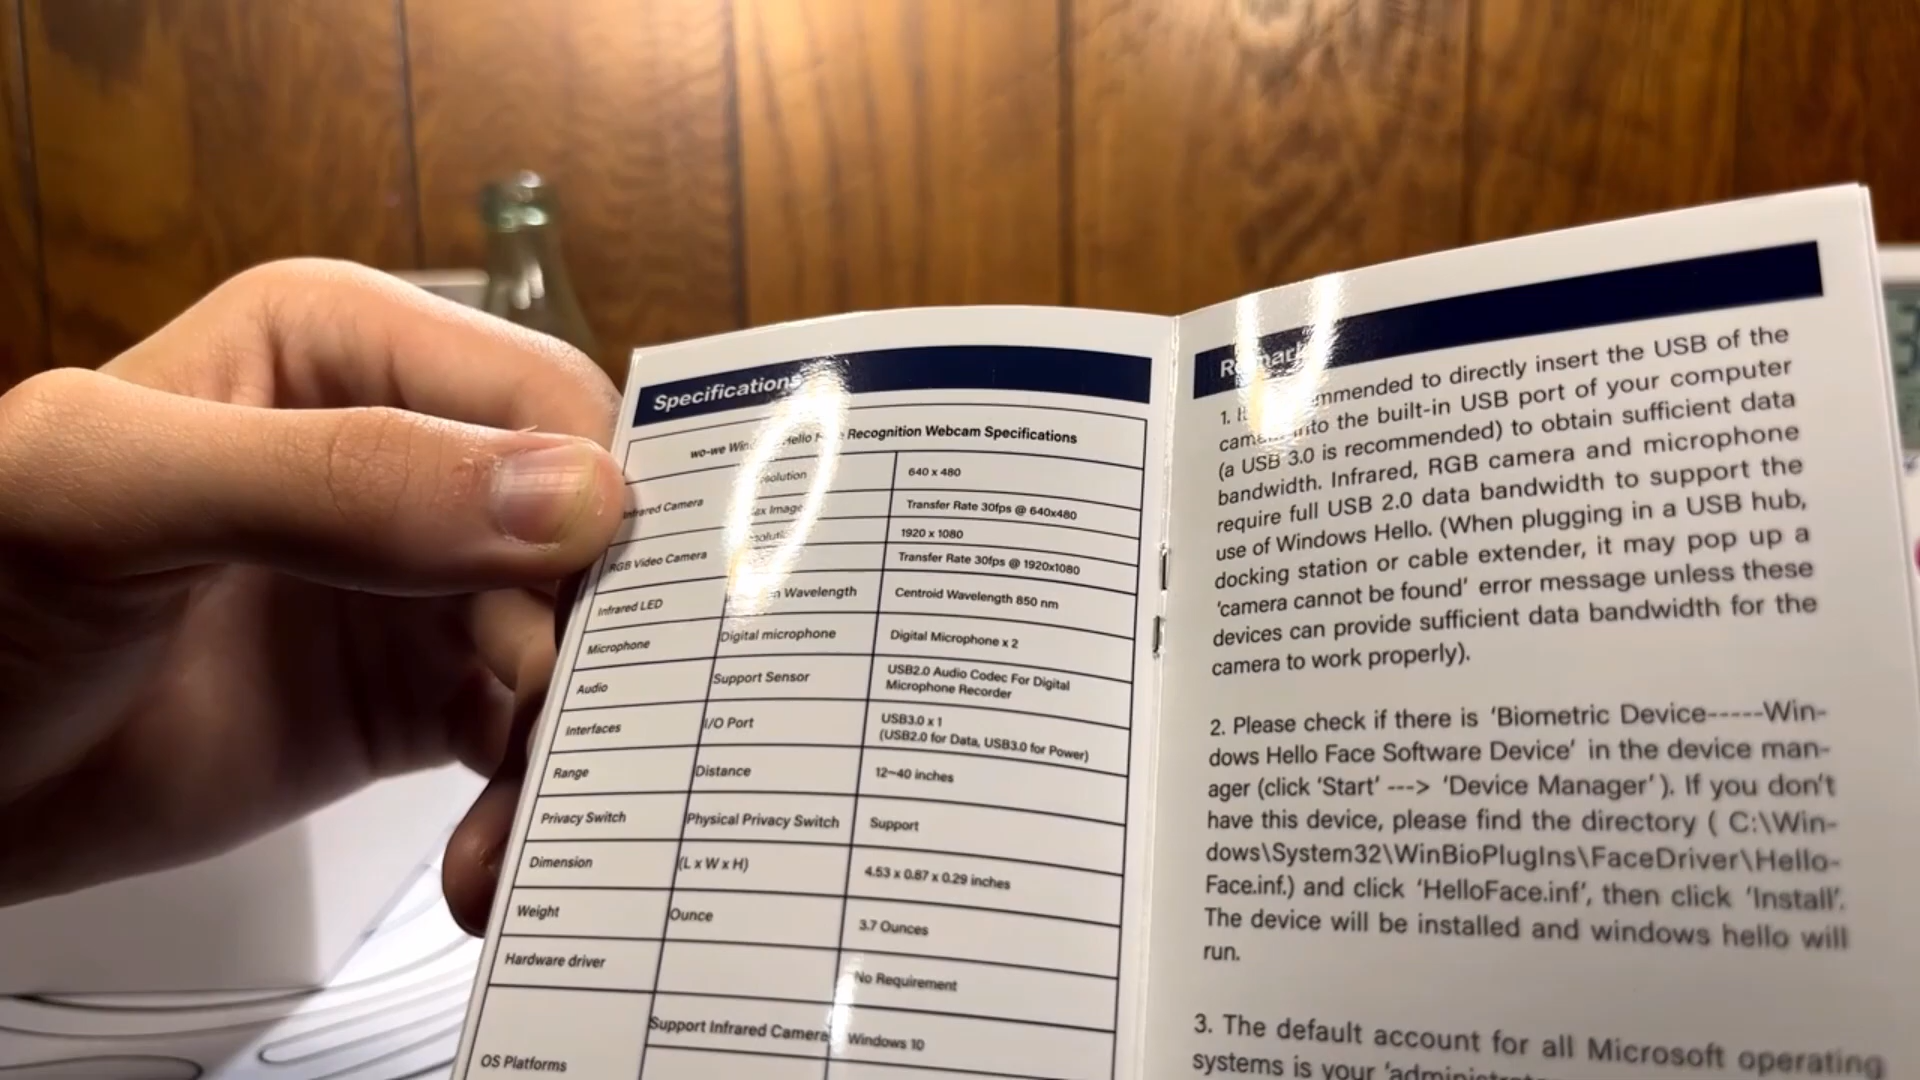 Specifications
wo-we Hello Recognition Webcam Specifications
Infrared Camera 640 x 480
Image Transfer Rate 30fps @ 640x480
RGB Video Camera 1920 x 1080
Transfer Rate 30fps @ 1920x1080
Infrared LED Wavelength Centroid Wavelength 850 nm
Microphone Digital microphone Digital Microphone x 2
Audio Support Sensor USB2.0 Audio Codec For Digital
Microphone Recorder
Interfaces I/O Port USB3.0 x 1
(USB2.0 for Data, USB3.0 for Power)
Range Distance 12~40 inches
Privacy Switch Physical Privacy Switch Support
Dimension (L x W x H) 4.53 x 0.87 x 0.29 inches
Weight Ounce 3.7 Ounces
Hardware driver No Requirement
OS Platforms Support Infrared Camera Windows 10
1. to directly insert the USB of the
into the built-in USB port of your computer
(a USB 3.0 is recommended) to obtain sufficient data
bandwidth. Infrared, RGB camera and microphone
require full USB 2.0 data bandwidth to support the
use of Windows Hello. (When plugging in a USB hub,
docking station or cable extender, it may pop up a
'camera cannot be found' error message unless these
devices can provide sufficient data bandwidth for the
camera to work properly).
2. Please check if there is 'Biometric Device-----Win-
dows Hello Face Software Device' in the device man-
ager (click 'Start' ---> 'Device Manager'). If you don't
have this device, please find the directory ( C:\Win-
dows\System32\WinBioPlugIns\FaceDriver\Hello-
Face.inf.) and click 'HelloFace.inf', then click 'Install'.
The device will be installed and windows hello will
run.
3. The default account for all Microsoft operating
systems is your